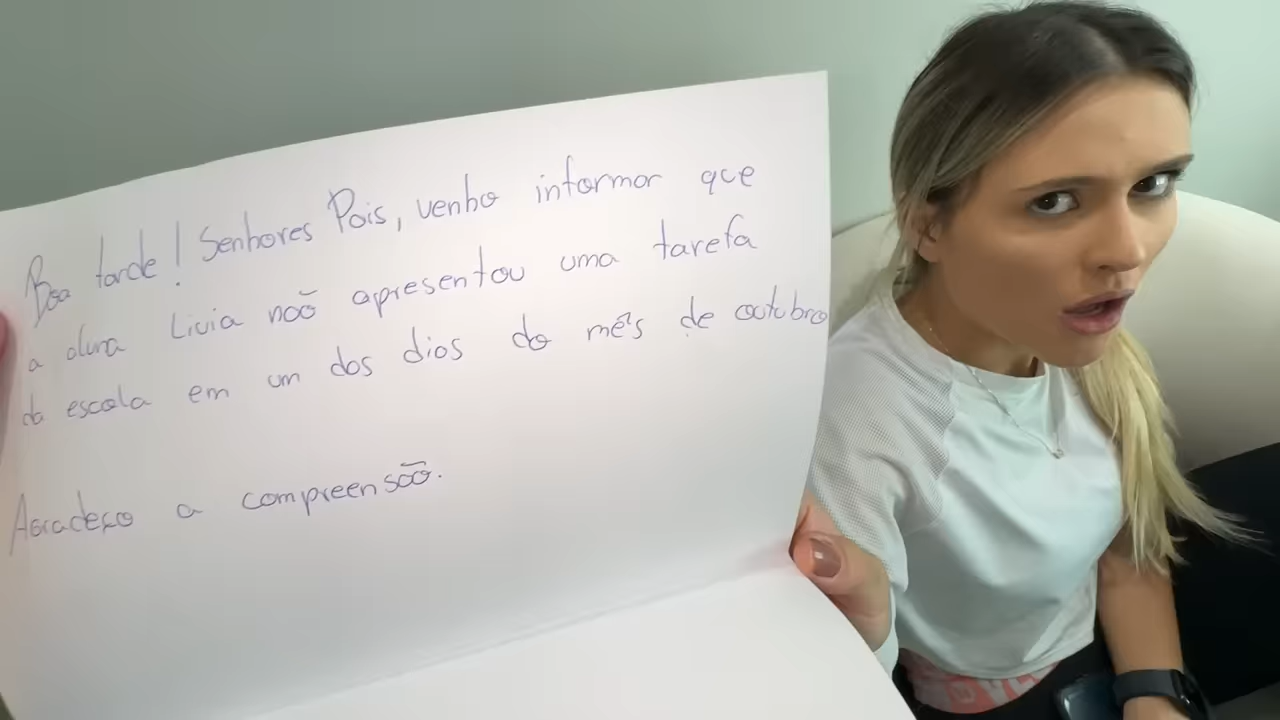 Boa tarde! Senhores Pais, venho informar que
a aluna Livia não apresentou uma tarefa
da escola em um dos dias do mês de outubro
Agradeço a compreensão.